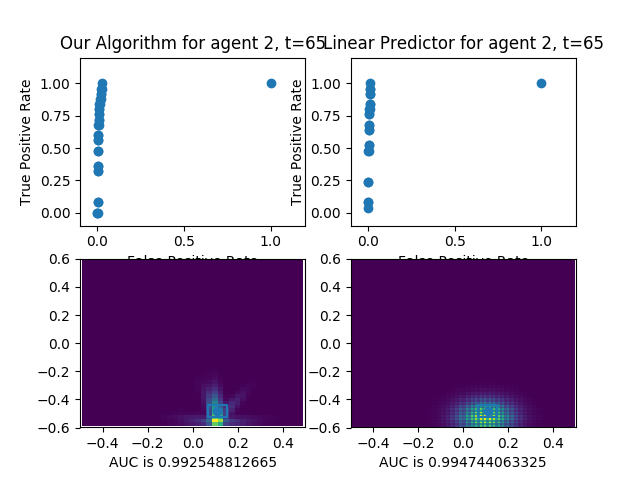 Our Algorithm for agent 2, t=65
Linear Predictor for agent 2, t=65
True Positive Rate
1.00
0.75
0.50
0.25
0.00
0.0 0.5 1.0
False Positive Rate
True Positive Rate
1.00
0.75
0.50
0.25
0.00
0.0 0.5 1.0
False Positive Rate
0.6
0.4
0.2
0.0
−0.2
−0.4
−0.6
−0.4 −0.2 0.0 0.2 0.4
AUC is 0.992548812665
0.6
0.4
0.2
0.0
−0.2
−0.4
−0.6
−0.4 −0.2 0.0 0.2 0.4
AUC is 0.994744063325